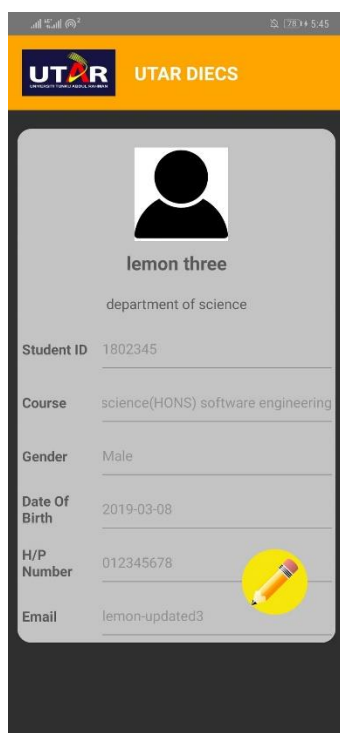 78 5:45
UTAR
UNIVERSITI TUNKU ABDUL RAHMAN
UTAR DIECS
lemon three
department of science
Student ID 1802345
Course science(HONS) software engineering
Gender Male
Date Of
Birth 2019-03-08
H/P
Number 012345678
Email lemon-updated3